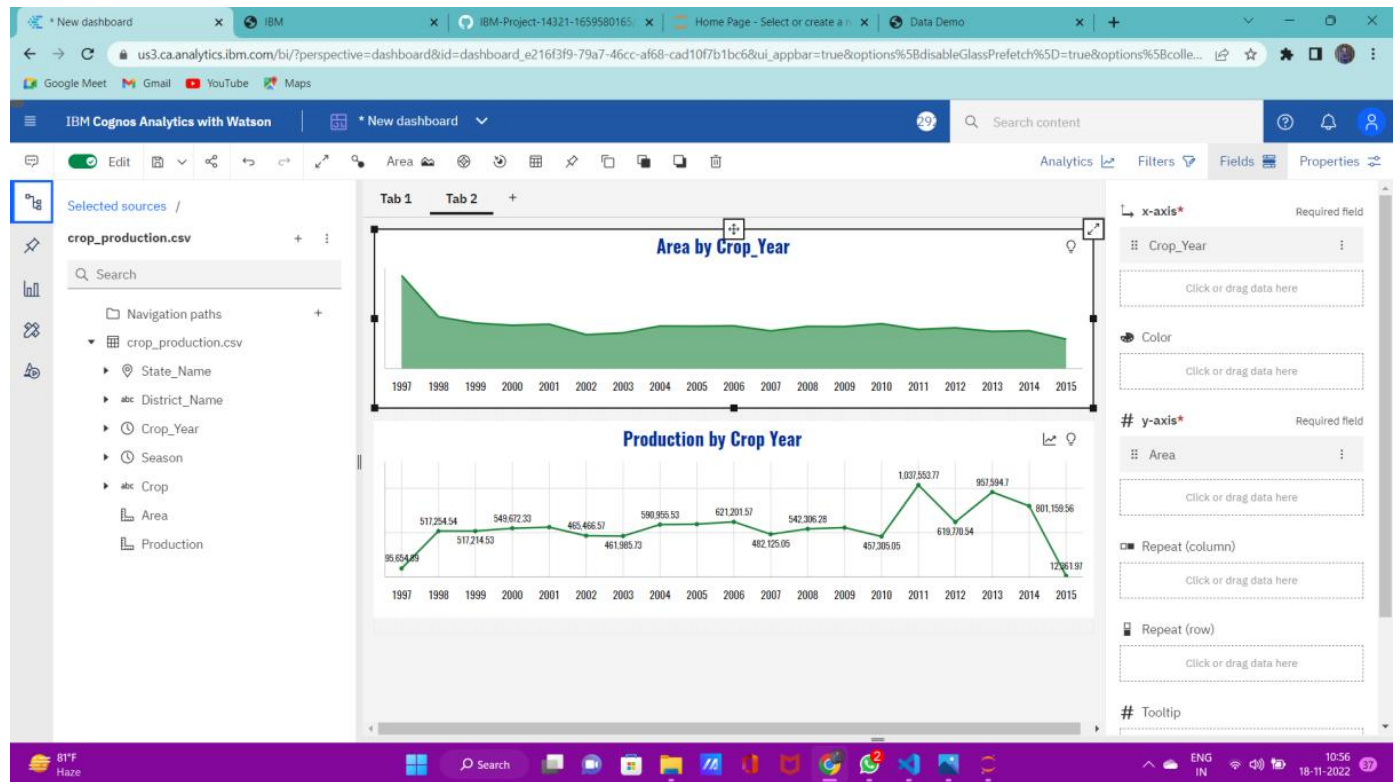 * New dashboard
IBM
IBM-Project-14321-1659580165/
Home Page - Select or create a n
Data Demo
us3.ca.analytics.ibm.com/bi/?perspective=dashboard&id=dashboard_e216f3f9-79a7-46cc-af68-cad10f7b1bc6&ui_appbar=true&options%5BdisableGlassPrefetch%5D=true&options%5Bcolle...
Google Meet Gmail YouTube Maps
IBM Cognos Analytics with Watson * New dashboard Search content
Edit Area Analytics Filters Fields Properties
Selected sources /
crop_production.csv
Search
Navigation paths
crop_production.csv
State_Name
abc District_Name
Crop_Year
Season
abc Crop
Area
Production
Tab 1 Tab 2 +
Area by Crop_Year
1997 1998 1999 2000 2001 2002 2003 2004 2005 2006 2007 2008 2009 2010 2011 2012 2013 2014 2015
Production by Crop Year
517,254.54
517,214.53
549,672.33
465,466.57
461,985.73
590,955.53
621,201.57
482,125.05
542,306.28
457,305.05
1,037,553.77
619,770.54
957,594.7
801,159.56
1997 1998 1999 2000 2001 2002 2003 2004 2005 2006 2007 2008 2009 2010 2011 2012 2013 2014 2015
x-axis* Required field
Crop_Year
Click or drag data here
Color
Click or drag data here
# y-axis* Required field
Area
Click or drag data here
Repeat (column)
Click or drag data here
Repeat (row)
Click or drag data here
# Tooltip
81°F
Haze
Search
2
ENG
IN
10:56
18-11-2022
37